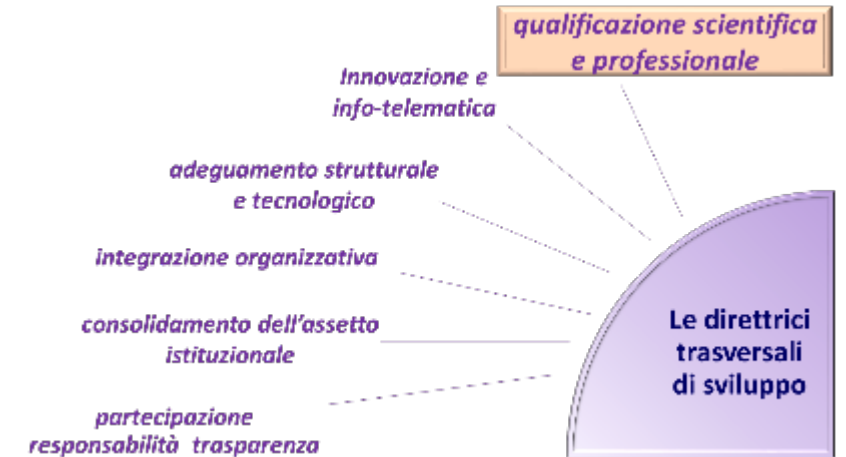 qualificazione scientifica
e professionale
Innovazione e
info-telematica
adeguamento strutturale
e tecnologico
integrazione organizzativa
consolidamento dell'assetto
istituzionale
partecipazione
responsabilità trasparenza
Le direttrici
trasversali
di sviluppo